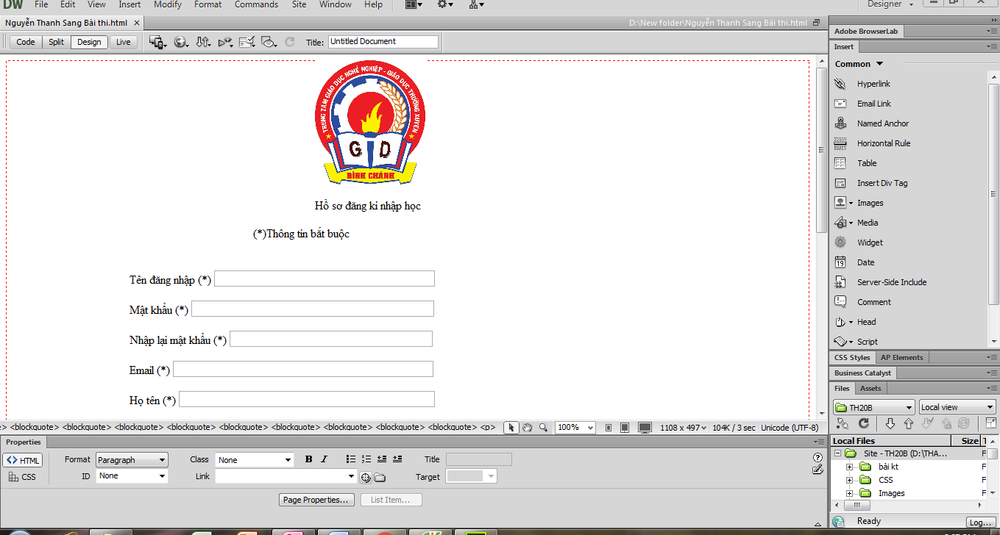 DW File Edit View Insert Modify Format Commands Site Window Help Designer
Nguyễn Thanh Sang Bài thi.html × D:\New folder\Nguyễn Thanh Sang Bài thi.html
Code Split Design Live Title: Untitled Document
TRUNG TÂM GIÁO DỤC NGHỀ NGHIỆP - GIÁO DỤC THƯỜNG XUYÊN
G D
BÌNH CHÁNH
Hồ sơ đăng kí nhập học
(*)Thông tin bắt buộc
Tên đăng nhập (*)
Mật khẩu (*)
Nhập lại mật khẩu (*)
Email (*)
Họ tên (*)
> <blockquote> <blockquote> <blockquote> <blockquote> <blockquote> <blockquote> <blockquote> <blockquote> <blockquote> <p> 100% 1108 x 497 104K / 3 sec Unicode (UTF-8)
Properties
<> HTML Format Paragraph Class None B I Title
CSS ID None Link Target
Page Properties... List Item...
Adobe BrowserLab
Insert
Common
Hyperlink
Email Link
Named Anchor
Horizontal Rule
Table
Insert Div Tag
Images
Media
Widget
19 Date
Server-Side Include
Comment
Head
Script
CSS Styles AP Elements
Business Catalyst
Files Assets
TH20B Local view
Local Files Size T
Site - TH20B (D:\THA... F
bài kt F
CSS F
Images F
Ready Log...